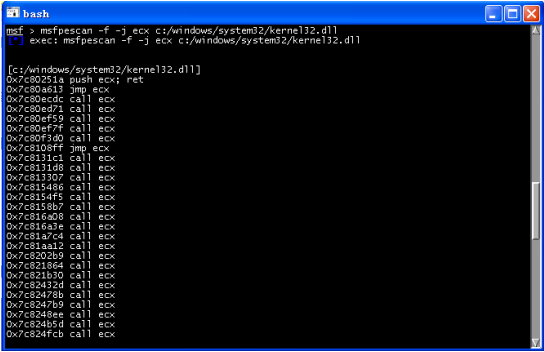 bash
msf > msfpescan -f -j ecx c:/windows/system32/kernel32.dll
[*] exec: msfpescan -f -j ecx c:/windows/system32/kernel32.dll
[c:/windows/system32/kernel32.dll]
0x7c80251a push ecx; ret
0x7c80a613 jmp ecx
0x7c80ecdc call ecx
0x7c80ed71 call ecx
0x7c80ef59 call ecx
0x7c80ef7f call ecx
0x7c80f3d0 call ecx
0x7c8108ff jmp ecx
0x7c8131c1 call ecx
0x7c8131d8 call ecx
0x7c813307 call ecx
0x7c815486 call ecx
0x7c8154f5 call ecx
0x7c8158b7 call ecx
0x7c816a08 call ecx
0x7c816a3e call ecx
0x7c81a7c4 call ecx
0x7c81aa12 call ecx
0x7c8202b9 call ecx
0x7c821864 call ecx
0x7c821b30 call ecx
0x7c82432d call ecx
0x7c82478b call ecx
0x7c8247b9 call ecx
0x7c8248ee call ecx
0x7c824b5d call ecx
0x7c824fcb call ecx